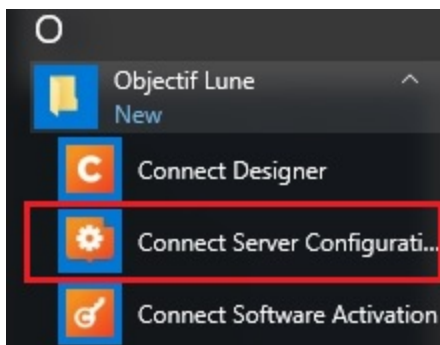 O
Objectif Lune
New
Connect Designer
Connect Server Configurati...
Connect Software Activation